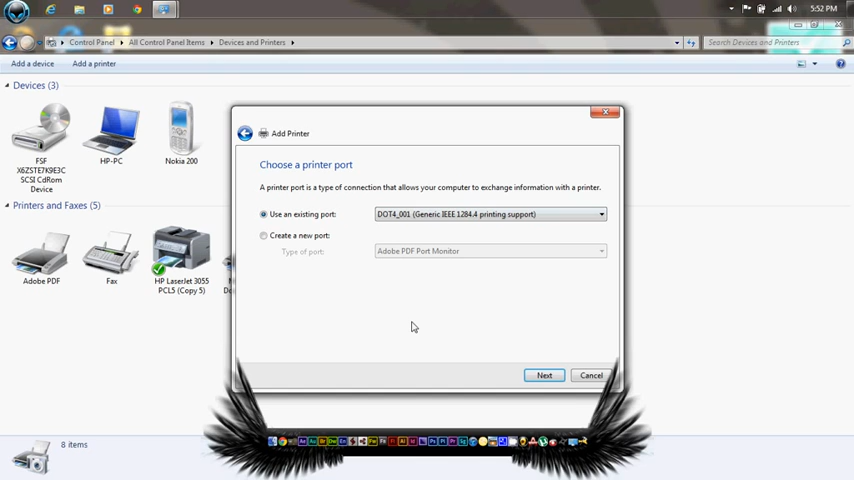 5:52 PM
Control Panel
All Control Panel Items
Devices and Printers
Search Devices and Printers
Add a device
Add a printer
Devices (3)
FSF
X6ZSTE7K9E3C
SCSI CdRom
Device
HP-PC
Nokia 200
Printers and Faxes (5)
Adobe PDF
Fax
HP LaserJet 3055
PCL5 (Copy 5)
Add Printer
Choose a printer port
A printer port is a type of connection that allows your computer to exchange information with a printer.
Use an existing port:
DOT4_001 (Generic IEEE 1284.4 printing support)
Create a new port:
Type of port:
Adobe PDF Port Monitor
Next
Cancel
8 items